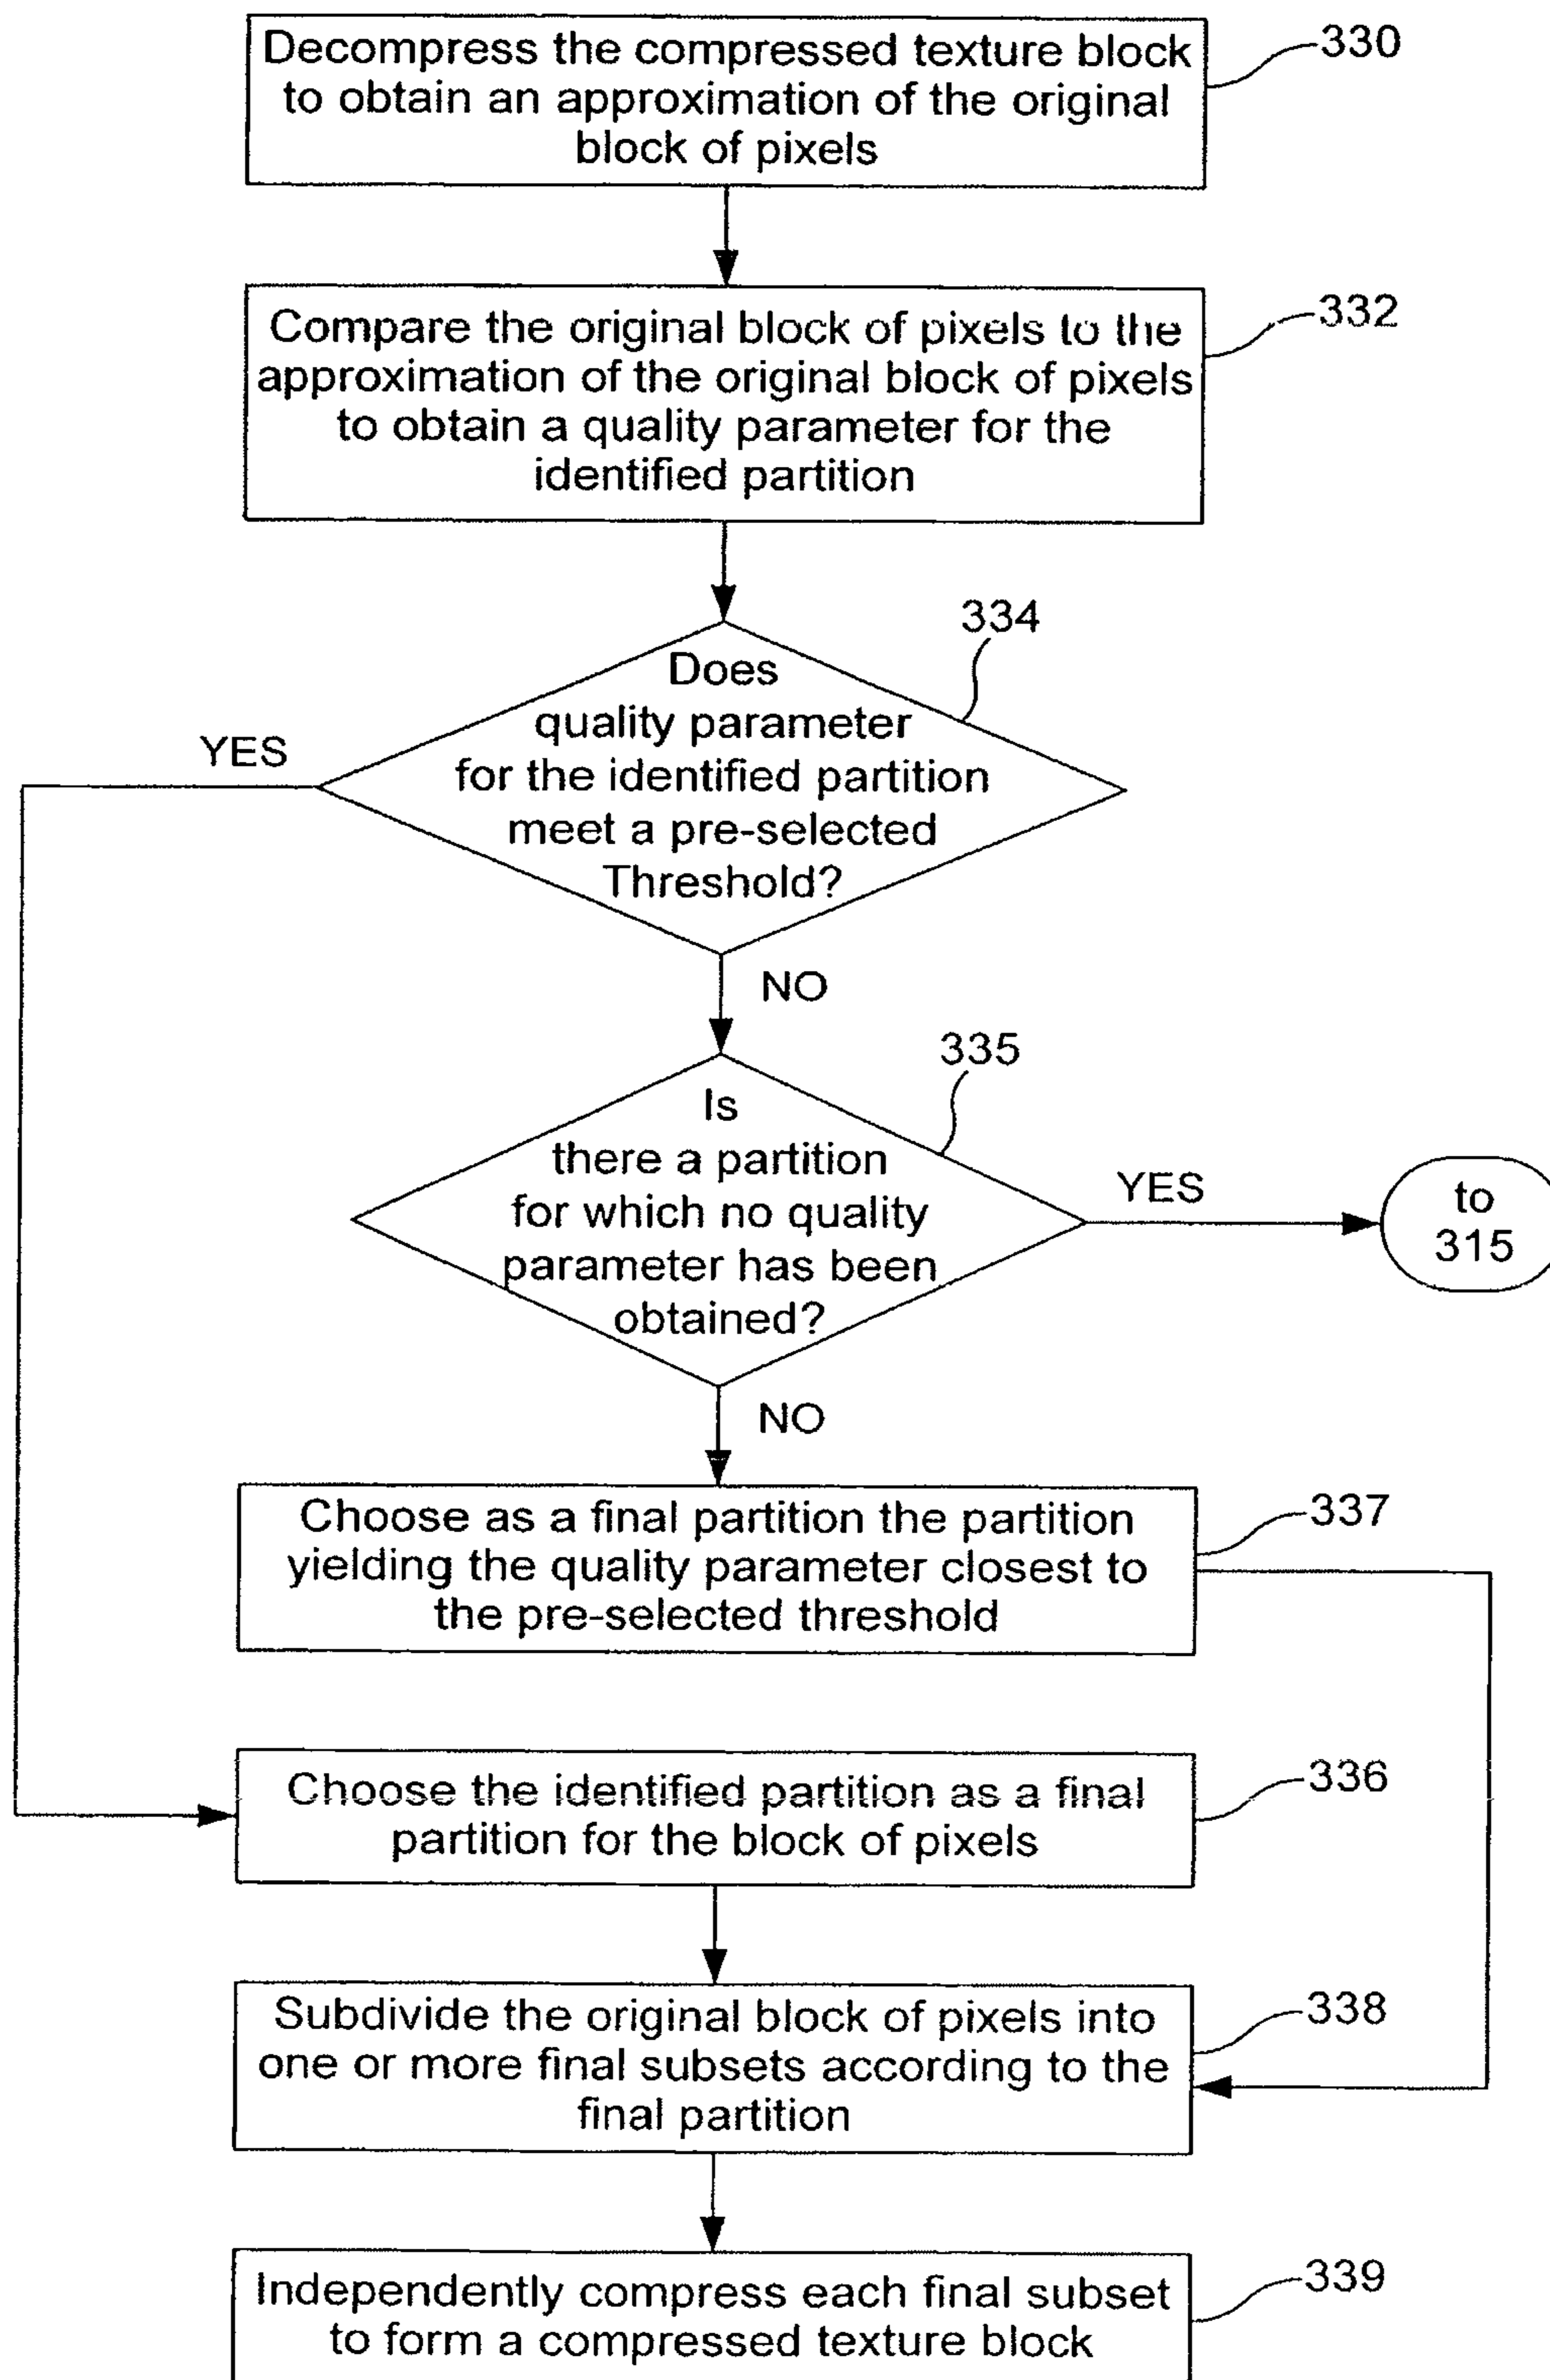 Decompress the compressed texture block
to obtain an approximation of the original
block of pixels
330
Compare the original block of pixels to the
approximation of the original block of pixels
to obtain a quality parameter for the
identified partition
332
334
Does
quality parameter
for the identified partition
meet a pre-selected
Threshold?
YES
NO
335
Is
there a partition
for which no quality
parameter has been
obtained?
YES
to
315
NO
Choose as a final partition the partition
yielding the quality parameter closest to
the pre-selected threshold
337
Choose the identified partition as a final
partition for the block of pixels
336
Subdivide the original block of pixels into
one or more final subsets according to the
final partition
338
Independently compress each final subset
to form a compressed texture block
339